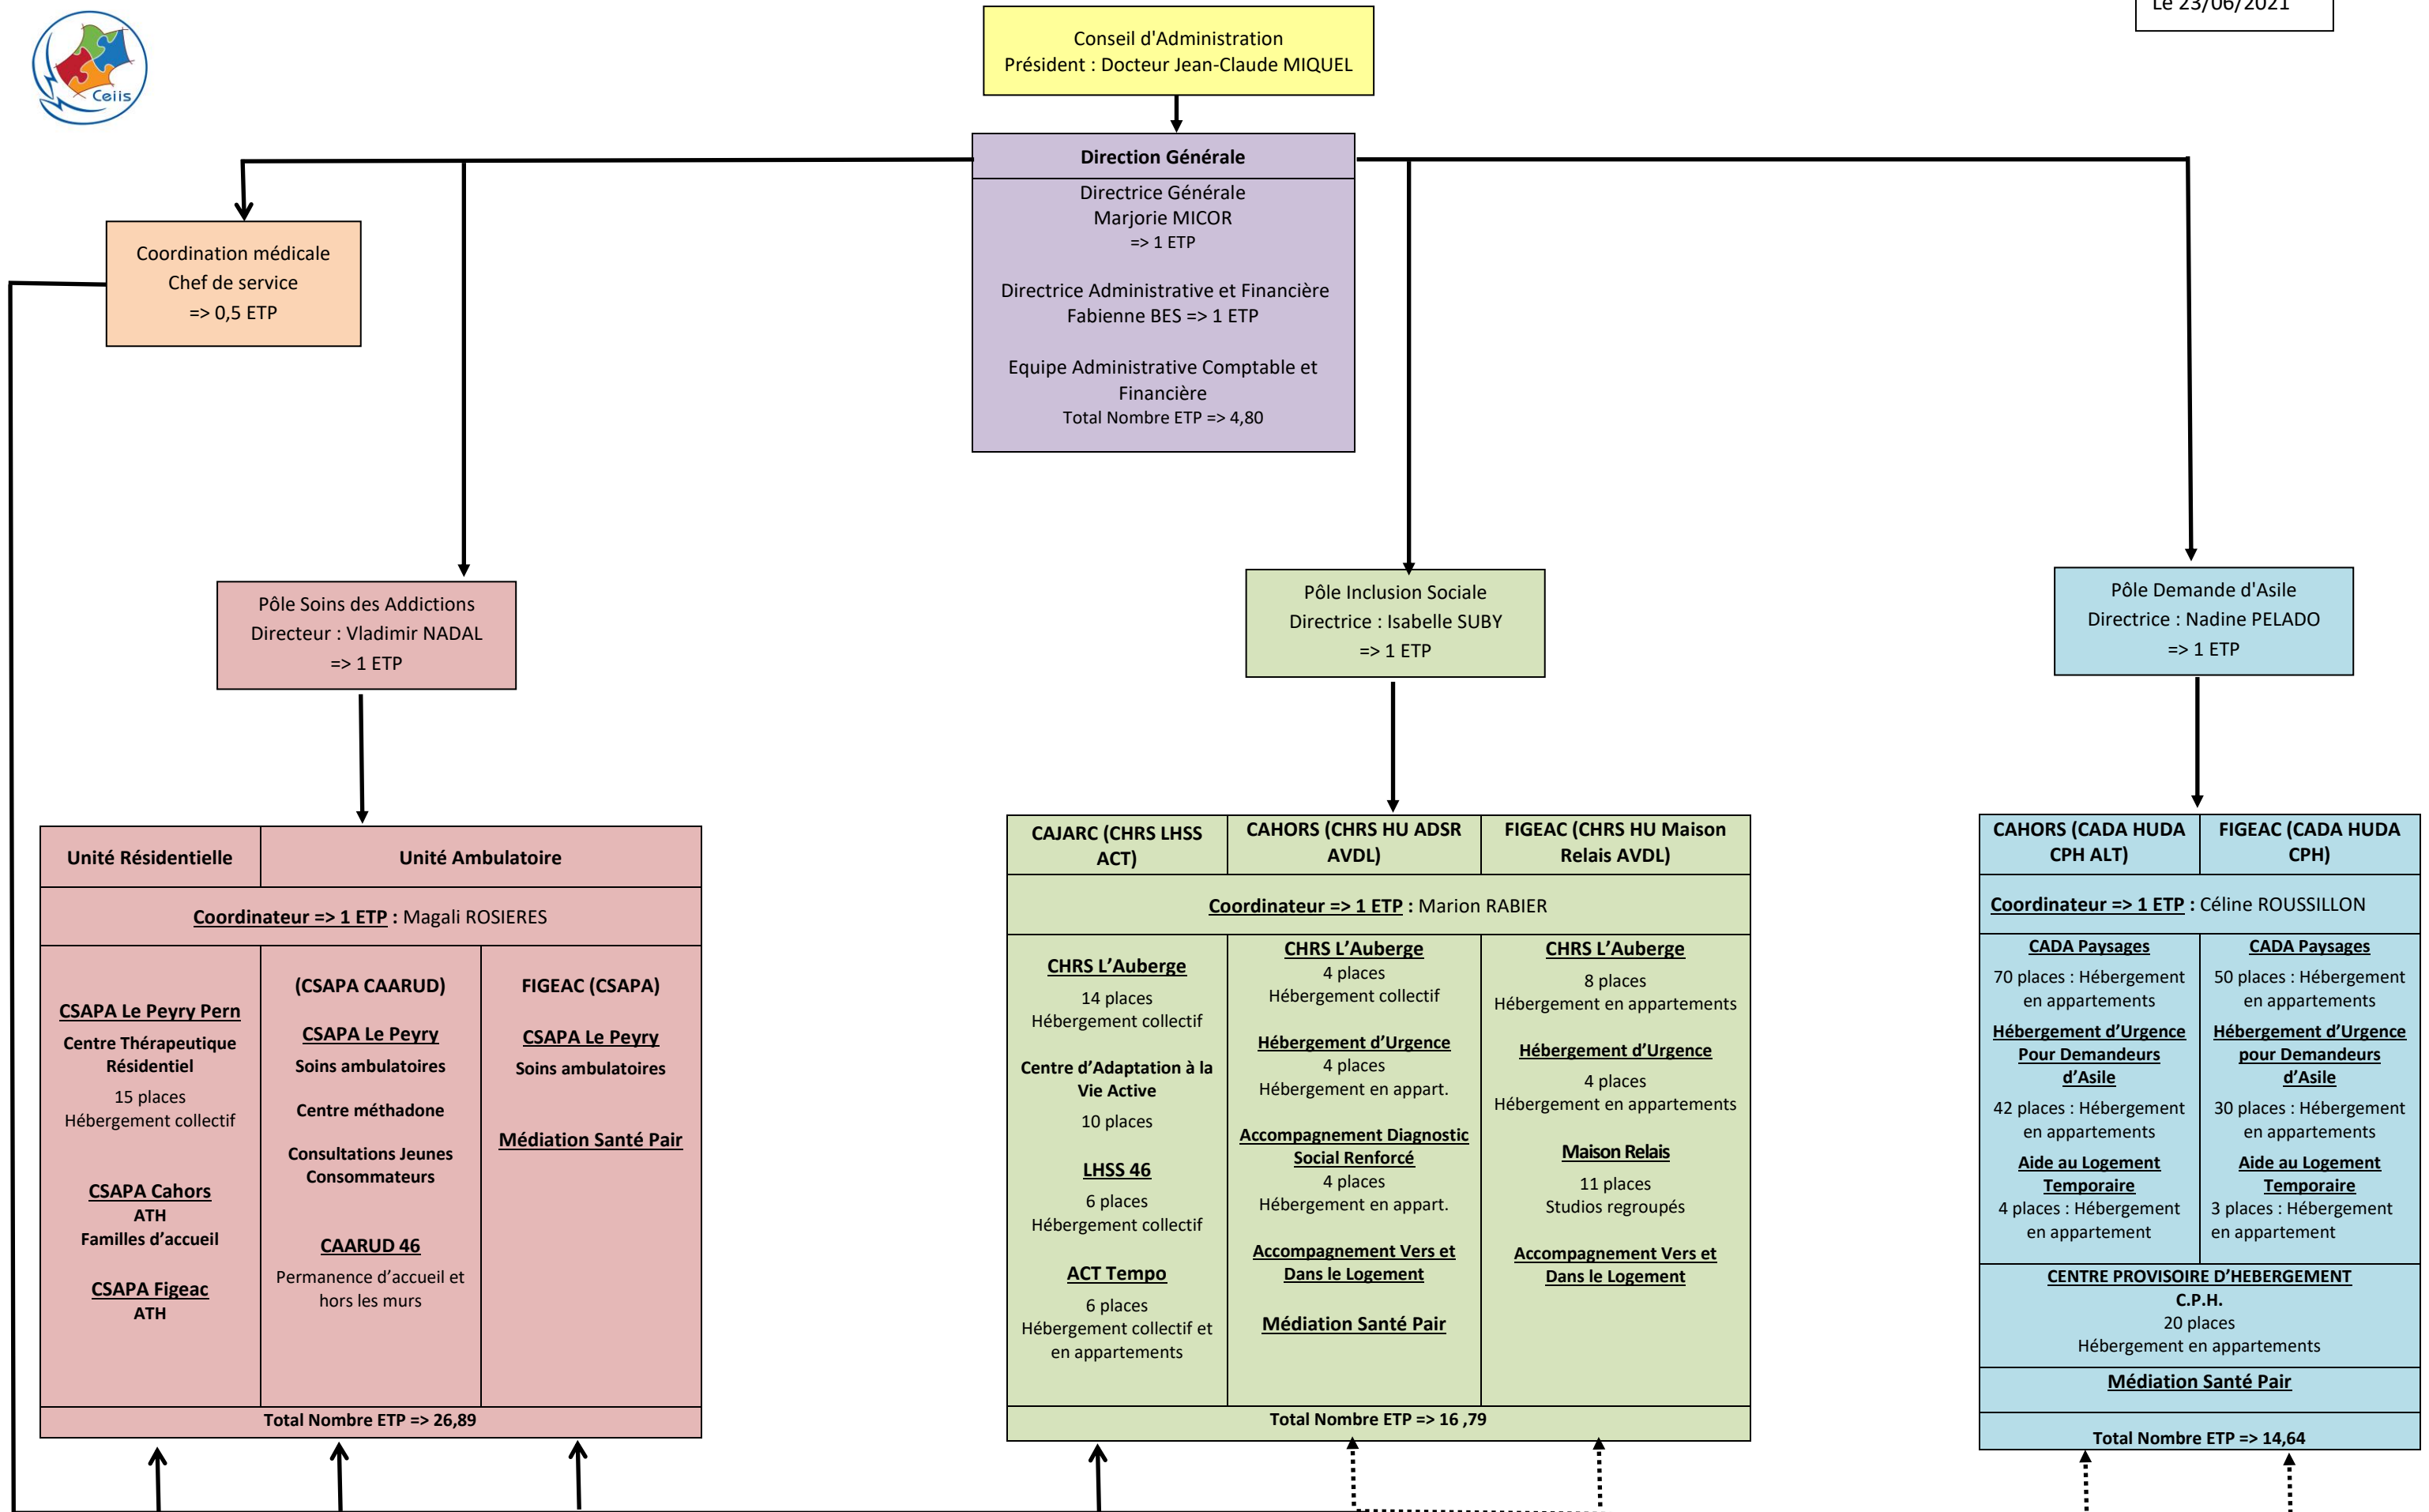 Le 23/06/2021
Ceiis
Conseil d'Administration
Président : Docteur Jean-Claude MIQUEL
Direction Générale
Directrice Générale
Marjorie MICOR
=> 1 ETP
Directrice Administrative et Financière
Fabienne BES => 1 ETP
Equipe Administrative Comptable et
Financière
Total Nombre ETP => 4,80
Coordination médicale
Chef de service
=> 0,5 ETP
Pôle Soins des Addictions
Directeur : Vladimir NADAL
=> 1 ETP
Pôle Inclusion Sociale
Directrice : Isabelle SUBY
=> 1 ETP
Pôle Demande d'Asile
Directrice : Nadine PELADO
=> 1 ETP
Unité Résidentielle
Unité Ambulatoire
Coordinateur => 1 ETP : Magali ROSIERES
CSAPA Le Peyry Pern
Centre Thérapeutique
Résidentiel
15 places
Hébergement collectif
CSAPA Cahors
ATH
Familles d’accueil
CSAPA Figeac
ATH
(CSAPA CAARUD)
CSAPA Le Peyry
Soins ambulatoires
Centre méthadone
Consultations Jeunes
Consommateurs
CAARUD 46
Permanence d’accueil et
hors les murs
FIGEAC (CSAPA)
CSAPA Le Peyry
Soins ambulatoires
Médiation Santé Pair
Total Nombre ETP => 26,89
CAJARC (CHRS LHSS
ACT)
CAHORS (CHRS HU ADSR
AVDL)
FIGEAC (CHRS HU Maison
Relais AVDL)
Coordinateur => 1 ETP : Marion RABIER
CHRS L’Auberge
14 places
Hébergement collectif
Centre d’Adaptation à la
Vie Active
10 places
LHSS 46
6 places
Hébergement collectif
ACT Tempo
6 places
Hébergement collectif et
en appartements
CHRS L’Auberge
4 places
Hébergement collectif
Hébergement d’Urgence
4 places
Hébergement en appart.
Accompagnement Diagnostic
Social Renforcé
4 places
Hébergement en appart.
Accompagnement Vers et
Dans le Logement
Médiation Santé Pair
CHRS L’Auberge
8 places
Hébergement en appartements
Hébergement d’Urgence
4 places
Hébergement en appartements
Maison Relais
11 places
Studios regroupés
Accompagnement Vers et
Dans le Logement
Total Nombre ETP => 16 ,79
CAHORS (CADA HUDA
CPH ALT)
FIGEAC (CADA HUDA
CPH)
Coordinateur => 1 ETP : Céline ROUSSILLON
CADA Paysages
70 places : Hébergement
en appartements
Hébergement d’Urgence
Pour Demandeurs
d’Asile
42 places : Hébergement
en appartements
Aide au Logement
Temporaire
4 places : Hébergement
en appartement
CADA Paysages
50 places : Hébergement
en appartements
Hébergement d’Urgence
pour Demandeurs
d’Asile
30 places : Hébergement
en appartements
Aide au Logement
Temporaire
3 places : Hébergement
en appartement
CENTRE PROVISOIRE D’HEBERGEMENT
C.P.H.
20 places
Hébergement en appartements
Médiation Santé Pair
Total Nombre ETP => 14,64